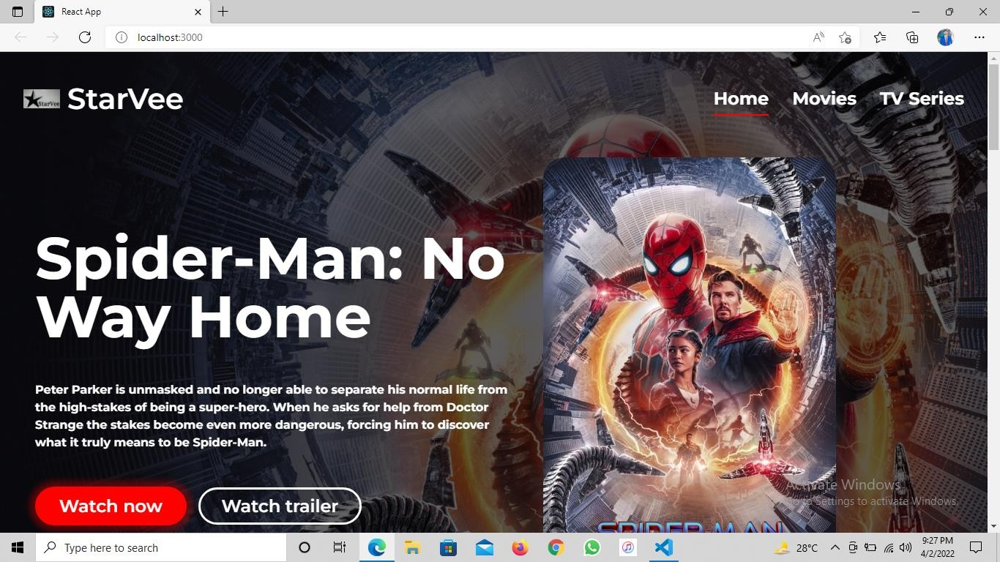 React App
localhost:3000
StarVee
StarVee
Home
Movies
TV Series
Spider-Man: No
Way Home
Peter Parker is unmasked and no longer able to separate his normal life from
the high-stakes of being a super-hero. When he asks for help from Doctor
Strange the stakes become even more dangerous, forcing him to discover
what it truly means to be Spider-Man.
Watch now
Watch trailer
SPIDER-MAN
Activate Windows
Go to Settings to activate Windows.
Type here to search
28°C
9:27 PM
4/2/2022